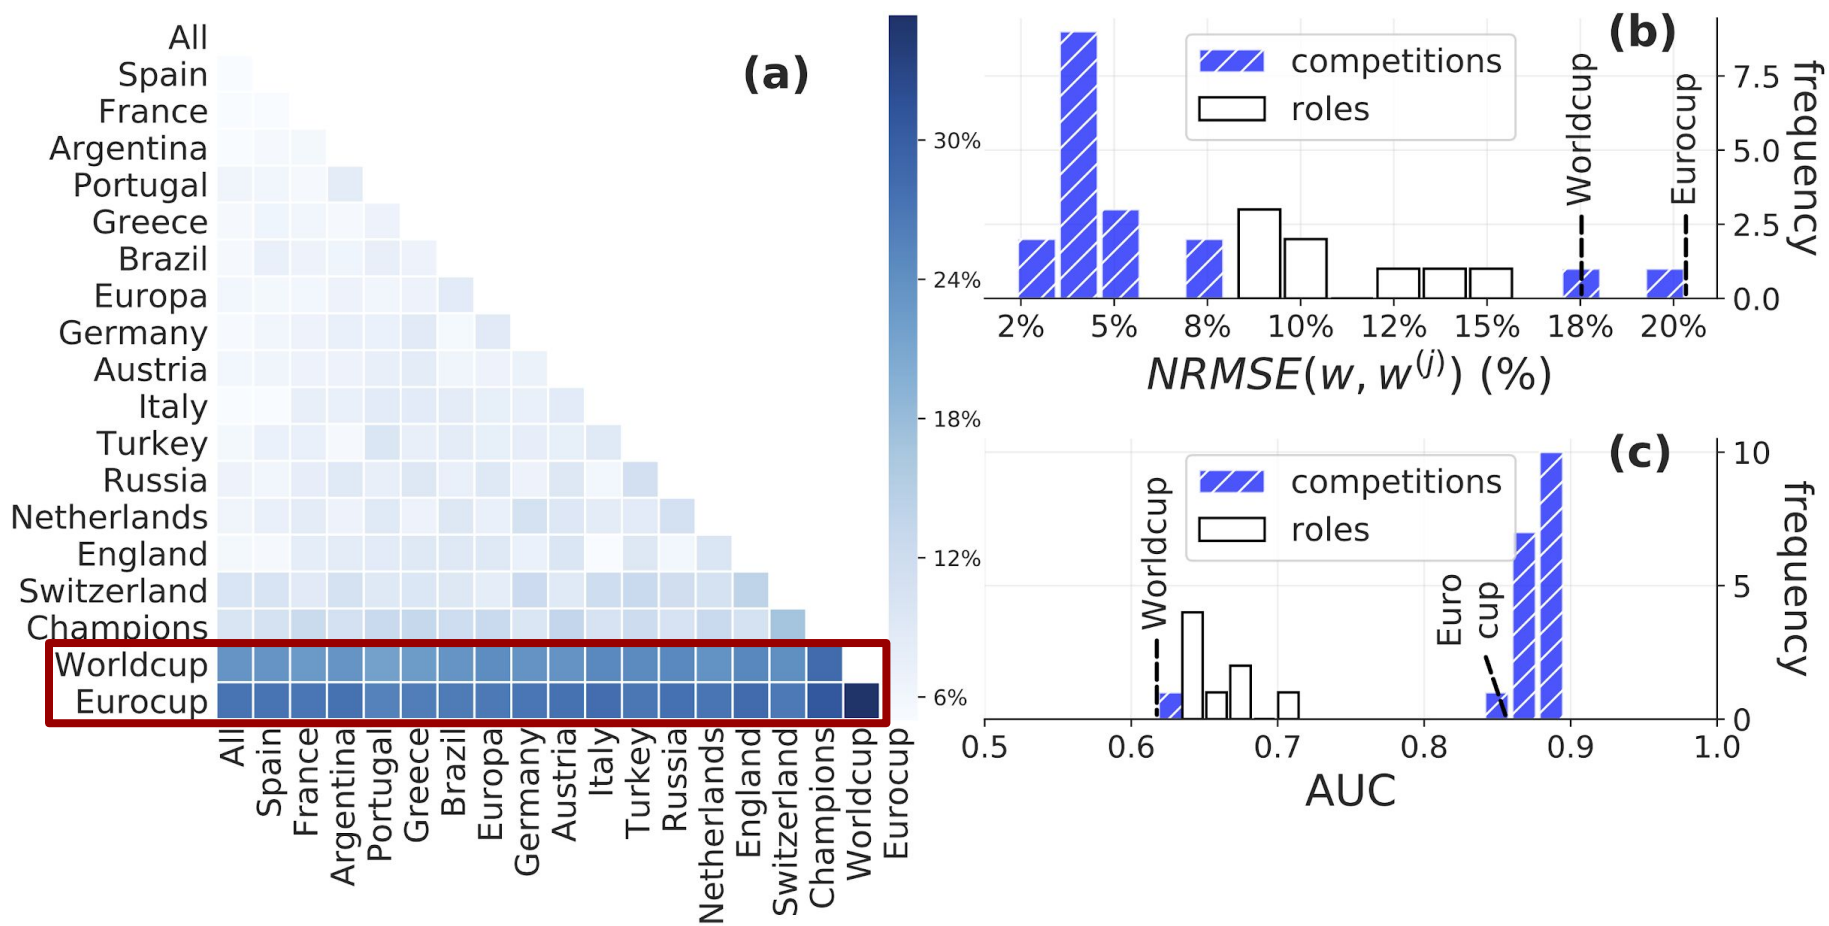 (a)
All
Spain
France
Argentina
Portugal
Greece
Brazil
Europa
Germany
Austria
Italy
Turkey
Russia
Netherlands
England
Switzerland
Champions
Worldcup
Eurocup
All
Spain
France
Argentina
Portugal
Greece
Brazil
Europa
Germany
Austria
Italy
Turkey
Russia
Netherlands
England
Switzerland
Champions
Worldcup
Eurocup
30%
24%
18%
12%
6%
(b)
competitions
roles
Worldcup
Eurocup
7.5
5.0
2.5
0.0
frequency
2% 5% 8% 10% 12% 15% 18% 20%
NRMSE(w, w^(j)) (%)
(c)
competitions
roles
Worldcup
Euro
cup
10
5
0
frequency
0.5 0.6 0.7 0.8 0.9 1.0
AUC